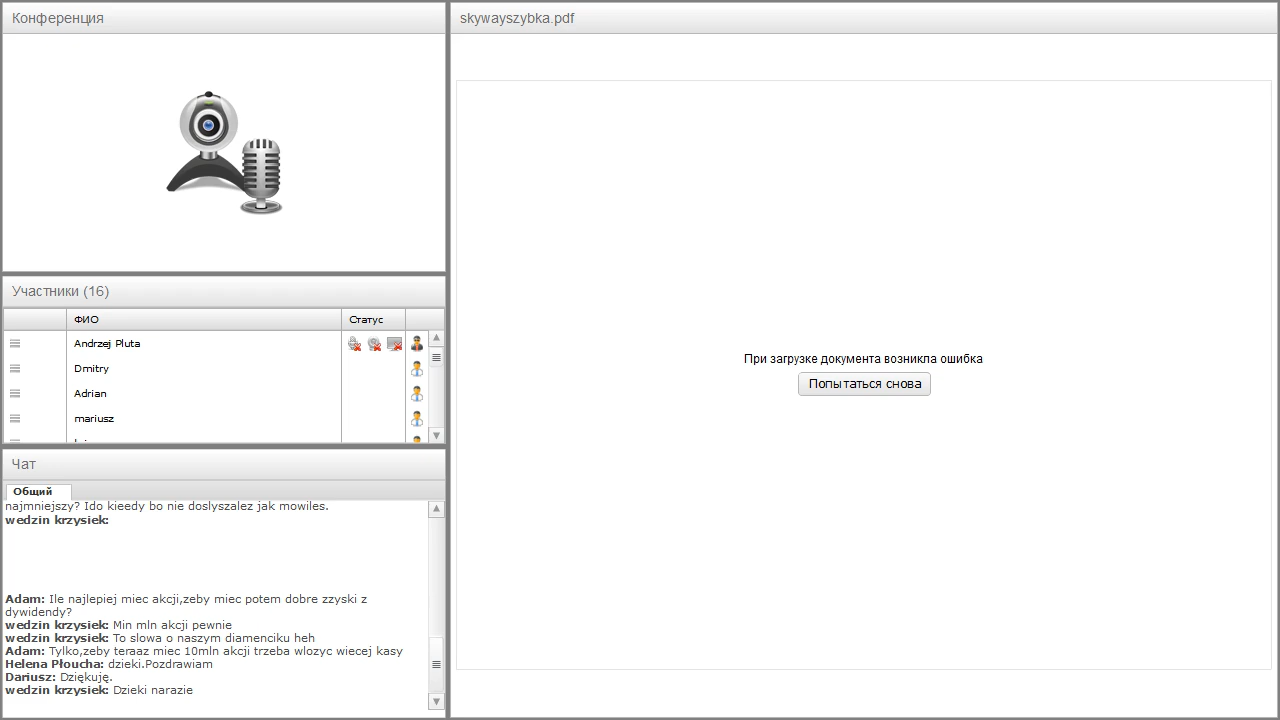 Конференция
skywayszybka.pdf
Участники (16)
ФИО
Статус
Andrzej Pluta
Dmitry
Adrian
mariusz
При загрузке документа возникла ошибка
Попытаться снова
Чат
Общий
najmniejszy? Ido kieedy bo nie doslyszalez jak mowiles.
wedzin krzysiek:
Adam: Ile najlepiej miec akcji,zeby miec potem dobre zzyski z
dywidendy?
wedzin krzysiek: Min mln akcji pewnie
wedzin krzysiek: To slowa o naszym diamenciku heh
Adam: Tylko,zeby teraaz miec 10mln akcji trzeba wlozyc wiecej kasy
Helena Płoucha: dzieki.Pozdrawiam
Dariusz: Dziękuję.
wedzin krzysiek: Dzieki narazie